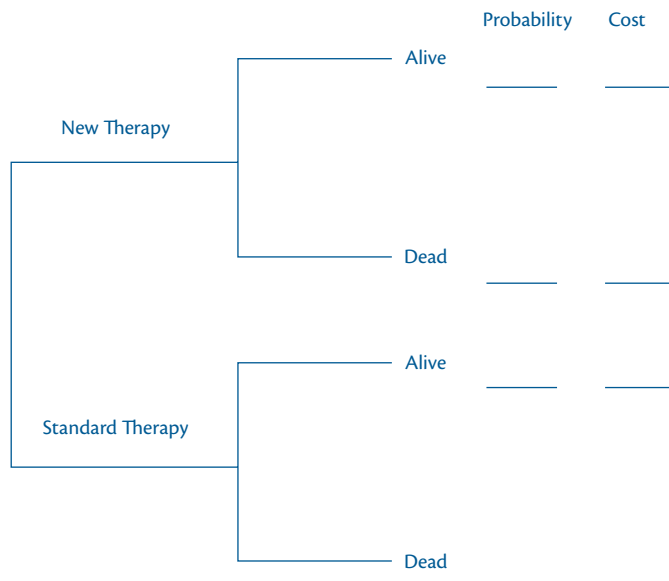 Probability Cost
Alive
New Therapy
Dead
Alive
Standard Therapy
Dead